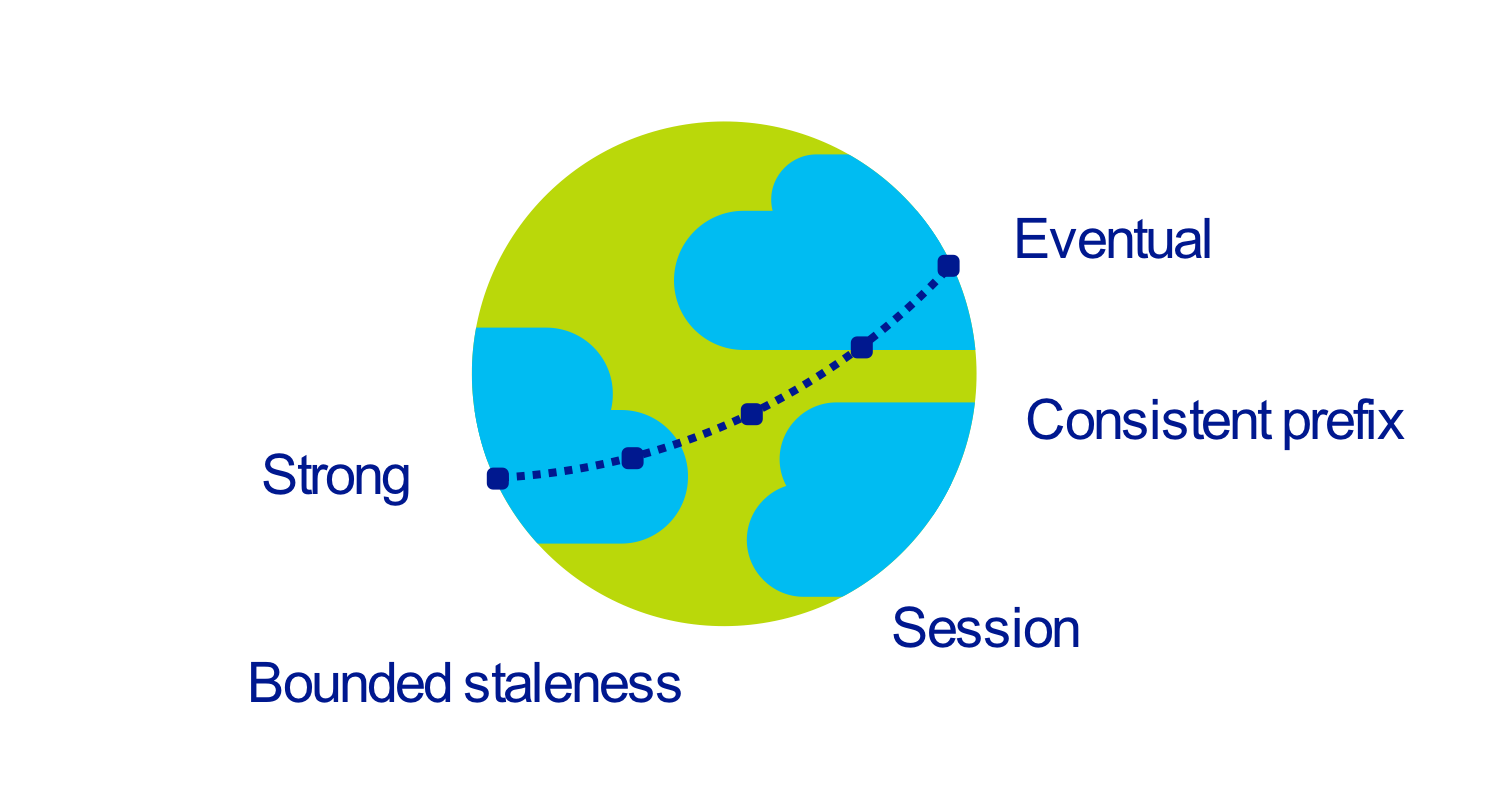 Eventual
Consistent prefix
Strong
Session
Bounded staleness